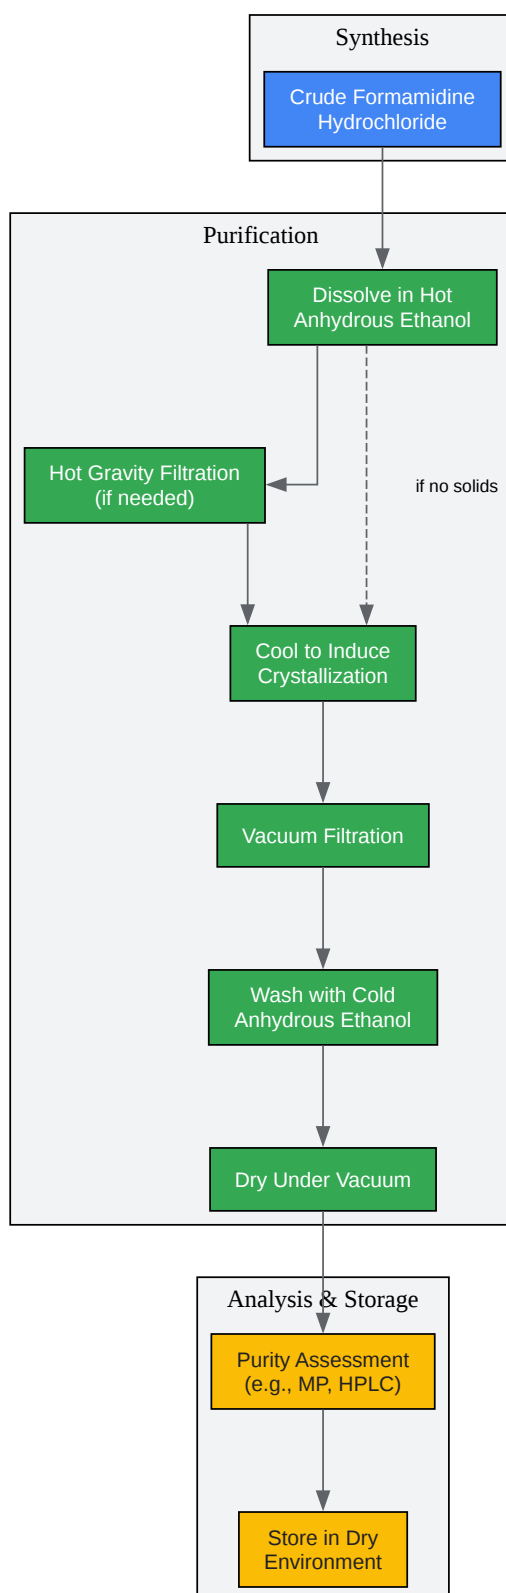 Synthesis
Crude Formamidine
Hydrochloride
Purification
Dissolve in Hot
Anhydrous Ethanol
Hot Gravity Filtration
(if needed)
if no solids
Cool to Induce
Crystallization
Vacuum Filtration
Wash with Cold
Anhydrous Ethanol
Dry Under Vacuum
Analysis & Storage
Purity Assessment
(e.g., MP, HPLC)
Store in Dry
Environment